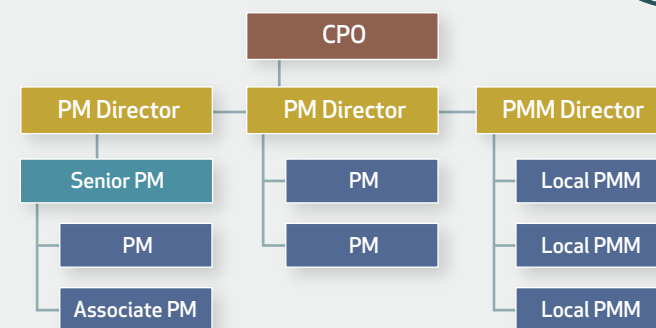 CPO
PM Director
PM Director
PMM Director
Senior PM
PM
Local PMM
PM
PM
Local PMM
Associate PM
Local PMM